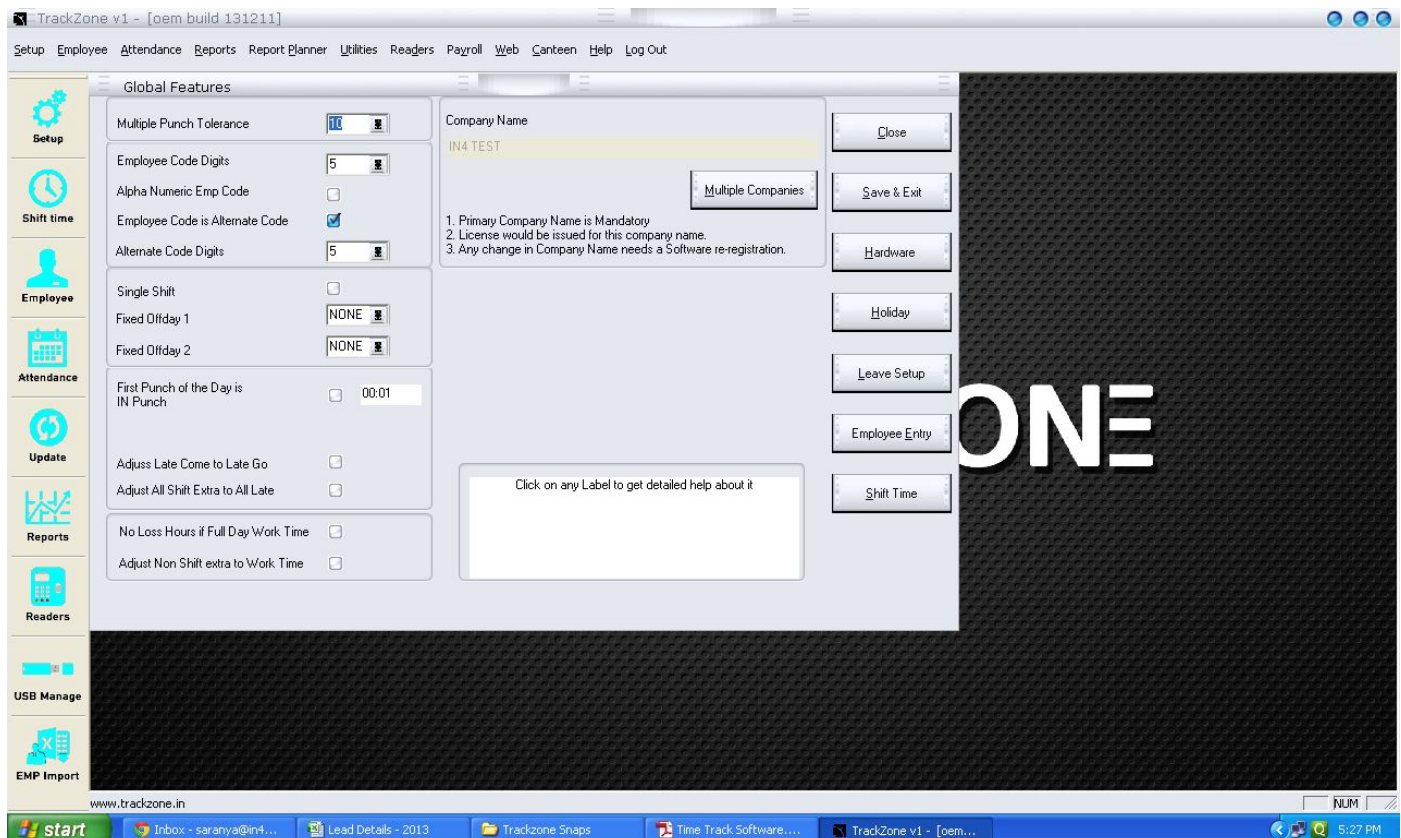 TrackZone v1 - [oem build 131211]
Setup Employee Attendance Reports Report Planner Utilities Readers Payroll Web Canteen Help Log Out
Setup
Shift time
Employee
Attendance
Update
Reports
Readers
USB Manage
EMP Import
Global Features
Multiple Punch Tolerance 10
Employee Code Digits 5
Alpha Numeric Emp Code
Employee Code is Alternate Code
Alternate Code Digits 5
Single Shift
Fixed Offday 1 NONE
Fixed Offday 2 NONE
First Punch of the Day is
IN Punch 00:01
Adjuss Late Come to Late Go
Adjust All Shift Extra to All Late
No Loss Hours if Full Day Work Time
Adjust Non Shift extra to Work Time
Company Name
IN4 TEST
Multiple Companies
1. Primary Company Name is Mandatory
2. License would be issued for this company name.
3. Any change in Company Name needs a Software re-registration.
Click on any Label to get detailed help about it
Close
Save & Exit
Hardware
Holiday
Leave Setup
Employee Entry
Shift Time
ONE
www.trackzone.in
NUM
start
Inbox - saranya@in4...
Lead Details - 2013
Trackzone Snaps
Time Track Software....
TrackZone v1 - [oem...
5:27 PM